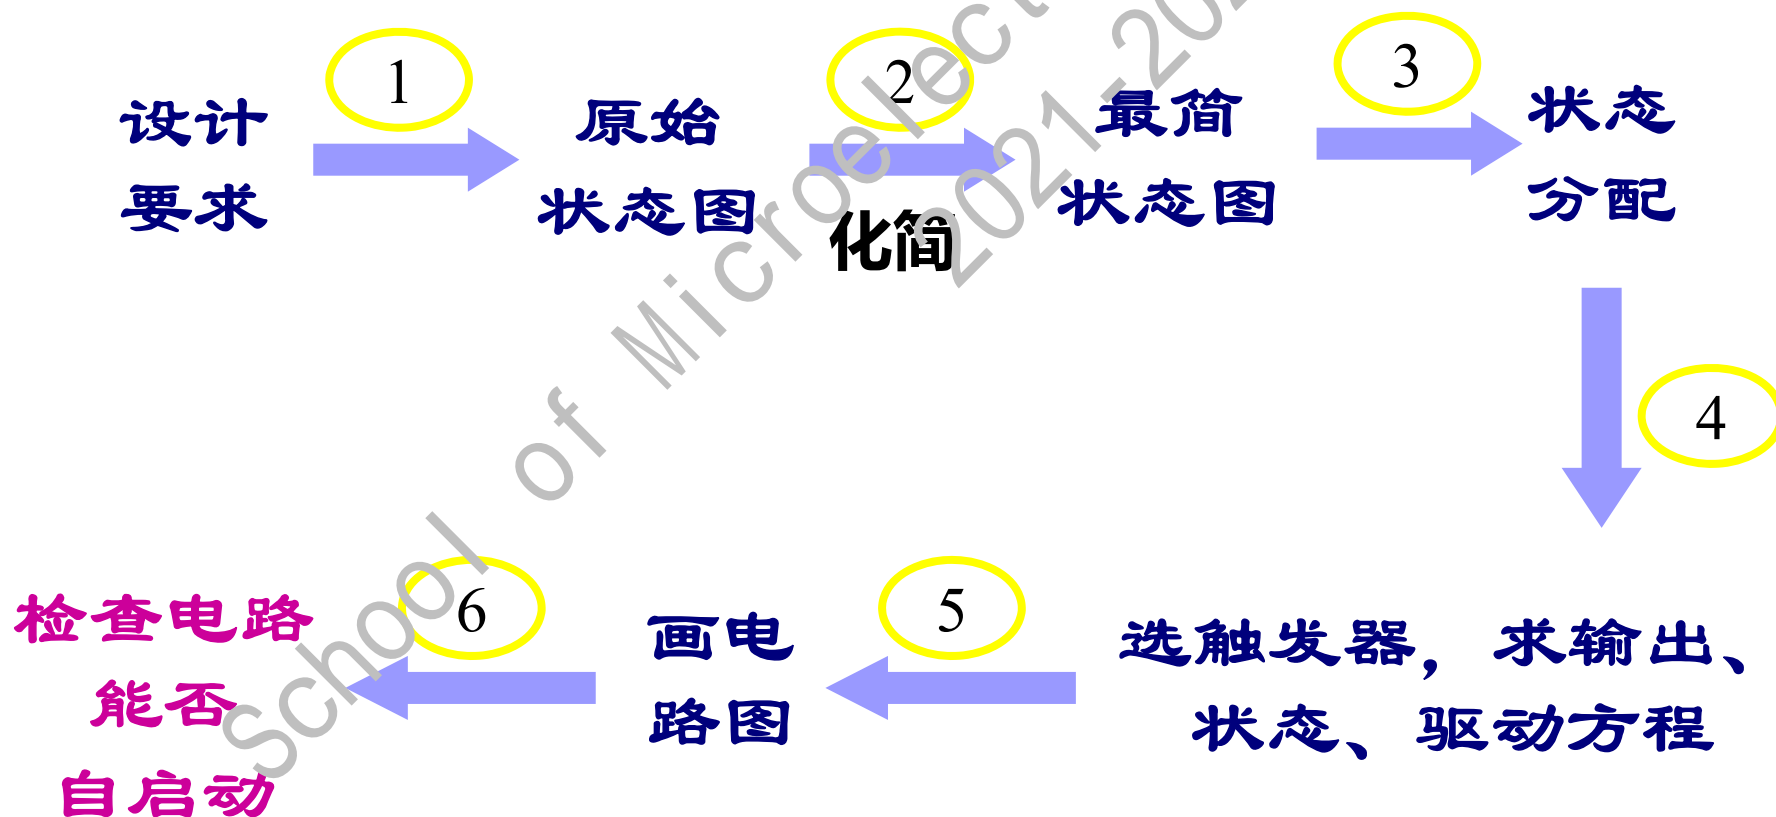 1
2
3
4
5
6
设计
要求
原始
状态图
化简
最简
状态图
状态
分配
选触发器，求输出、
状态、驱动方程
画电
路图
检查电路
能否
自启动
School of Microelect
2021-202